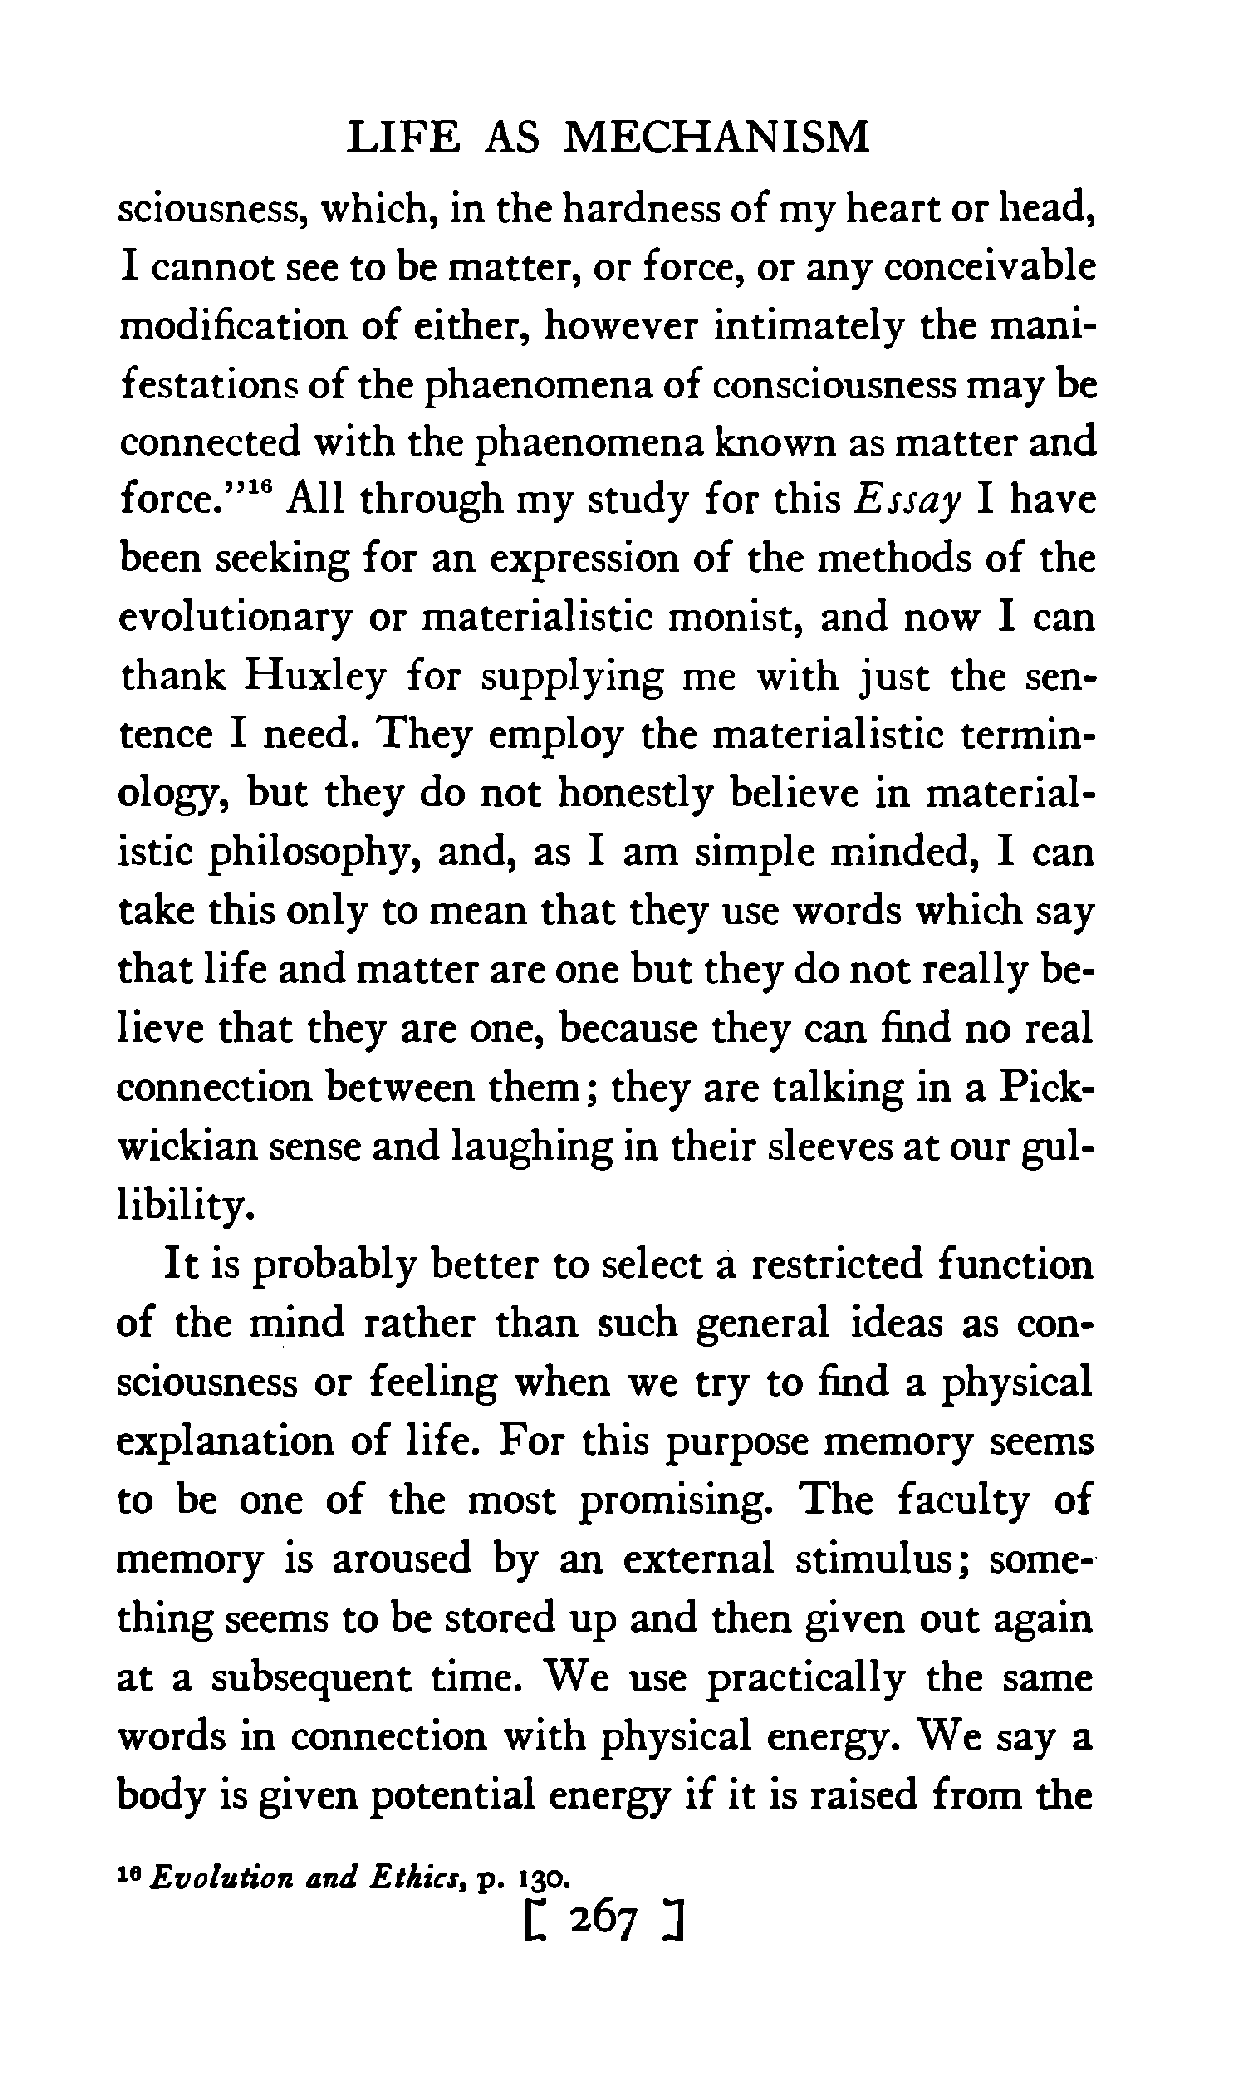 LIFE AS MECHANISM
sciousness, which, in the hardness of my heart or head,
I cannot see to be matter, or force, or any conceivable
modification of either, however intimately the mani-
festations of the phaenomena of consciousness may be
connected with the phaenomena known as matter and
force."¹⁶ All through my study for this Essay I have
been seeking for an expression of the methods of the
evolutionary or materialistic monist, and now I can
thank Huxley for supplying me with just the sen-
tence I need. They employ the materialistic termin-
ology, but they do not honestly believe in material-
istic philosophy, and, as I am simple minded, I can
take this only to mean that they use words which say
that life and matter are one but they do not really be-
lieve that they are one, because they can find no real
connection between them; they are talking in a Pick-
wickian sense and laughing in their sleeves at our gul-
libility.
It is probably better to select a restricted function
of the mind rather than such general ideas as con-
sciousness or feeling when we try to find a physical
explanation of life. For this purpose memory seems
to be one of the most promising. The faculty of
memory is aroused by an external stimulus; some-
thing seems to be stored up and then given out again
at a subsequent time. We use practically the same
words in connection with physical energy. We say a
body is given potential energy if it is raised from the
¹⁶ Evolution and Ethics, p. 130.
[ 267 ]